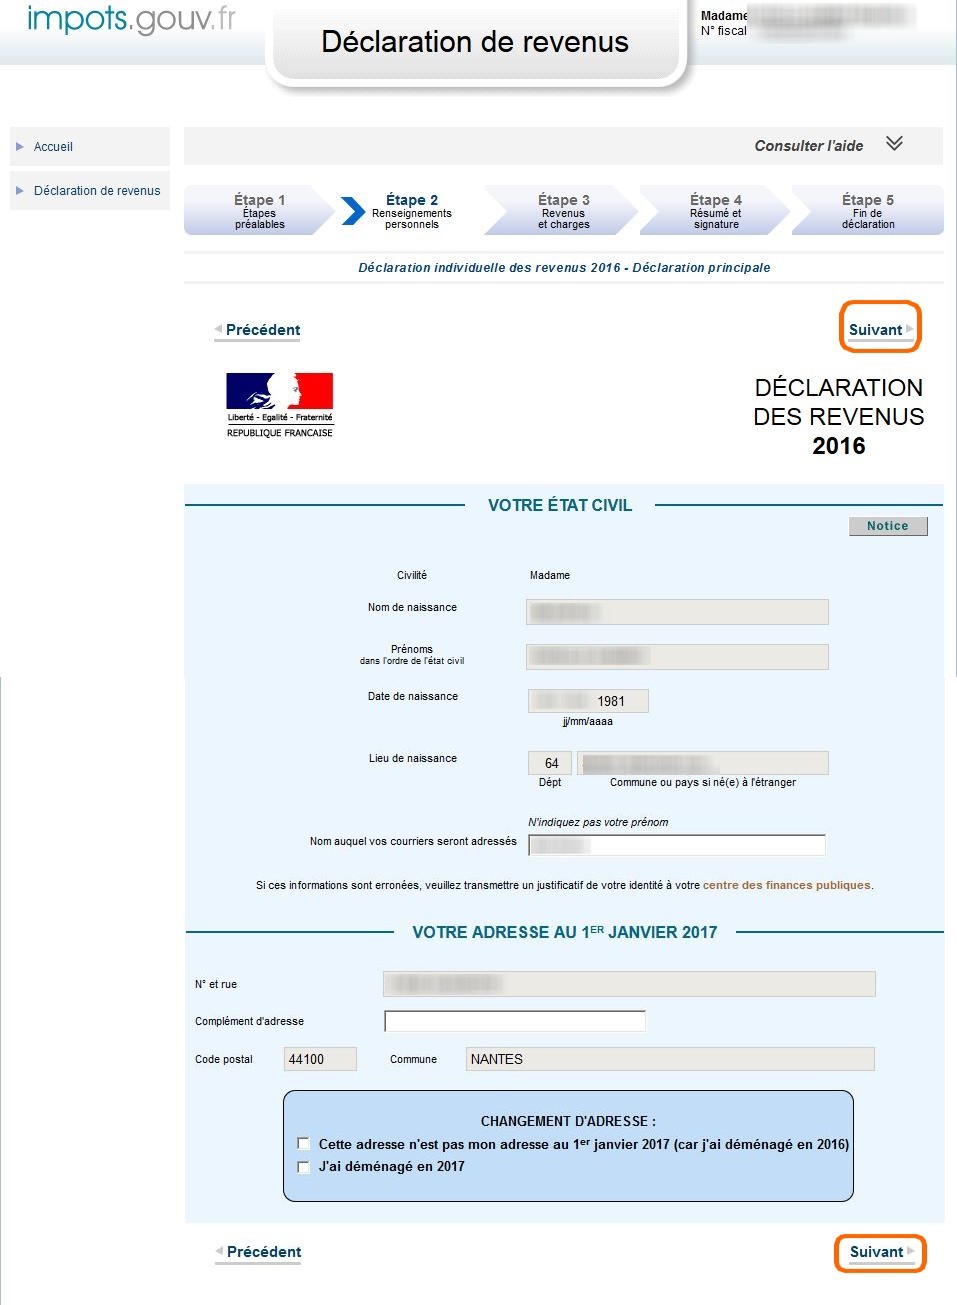 impots.gouv.fr
Déclaration de revenus
Madame
N° fiscal
Accueil
Déclaration de revenus
Consulter l'aide
Étape 1
Étapes
préalables
Étape 2
Renseignements
personnels
Étape 3
Revenus
et charges
Étape 4
Résumé et
signature
Étape 5
Fin de
déclaration
Déclaration individuelle des revenus 2016 - Déclaration principale
Précédent
Suivant
Liberté - Egalité - Fraternité
REPUBLIQUE FRANCAISE
DÉCLARATION
DES REVENUS
2016
VOTRE ÉTAT CIVIL
Notice
Civilité Madame
Nom de naissance
Prénoms
dans l'ordre de l'état civil
Date de naissance 1981
jj/mm/aaaa
Lieu de naissance 64
Dépt Commune ou pays si né(e) à l'étranger
N'indiquez pas votre prénom
Nom auquel vos courriers seront adressés
Si ces informations sont erronées, veuillez transmettre un justificatif de votre identité à votre centre des finances publiques.
VOTRE ADRESSE AU 1ER JANVIER 2017
N° et rue
Complément d'adresse
Code postal 44100 Commune NANTES
CHANGEMENT D'ADRESSE :
Cette adresse n'est pas mon adresse au 1er janvier 2017 (car j'ai déménagé en 2016)
J'ai déménagé en 2017
Précédent
Suivant